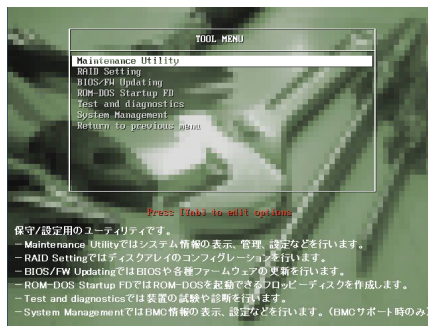 TOOL MENU
Maintenance Utility
RAID Setting
BIOS/FW Updating
ROM-DOS Startup FD
Test and diagnostics
System Management
Return to previous menu
Press [Tab] to edit options
保守/設定用のユーティリティです。
－Maintenance Utilityではシステム情報の表示、管理、設定などを行います。
－RAID Settingではディスクアレイのコンフィグレーションを行います。
－BIOS/FW UpdatingではBIOSや各種ファームウェアの更新を行います。
－ROM-DOS Startup FDではROM-DOSを起動できるフロッピーディスクを作成します。
－Test and diagnosticsでは装置の試験や診断を行います。
－System ManagementではBMC情報の表示、設定などを行います。(BMCサポート時のみ)